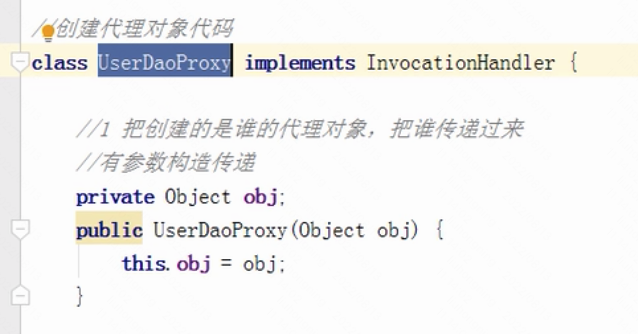 //创建代理对象代码
class UserDaoProxy implements InvocationHandler {
//1 把创建的是谁的代理对象，把谁传递过来
//有参数构造传递
private Object obj;
public UserDaoProxy(Object obj) {
this.obj = obj;
}